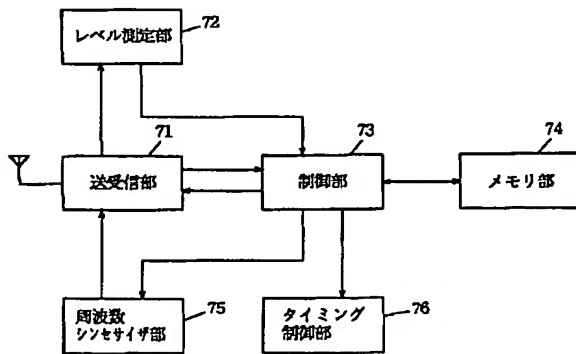 レベル測定部
72
71
73
74
送受信部
制御部
メモリ部
周波数
シンセサイザ部
75
タイミング
制御部
76